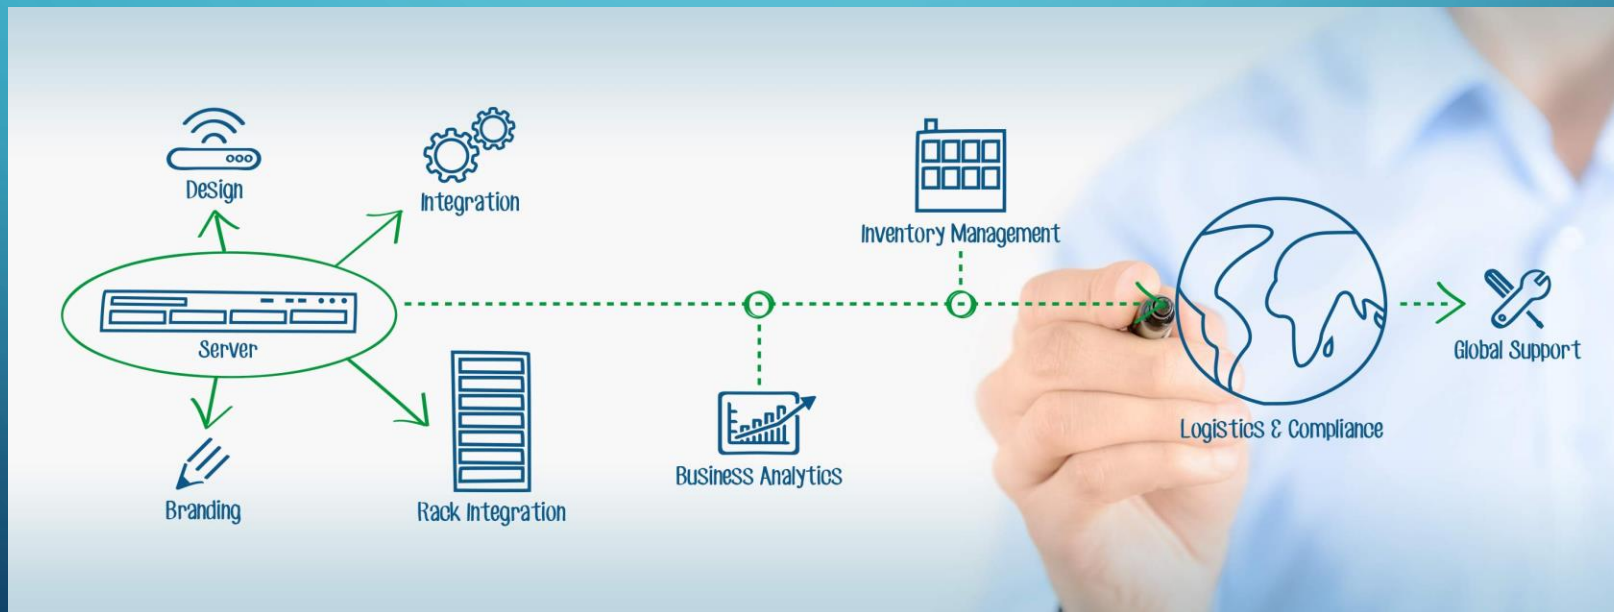 Design
Integration
Server
Branding
Rack Integration
Business Analytics
Inventory Management
Logistics & Compliance
Global Support